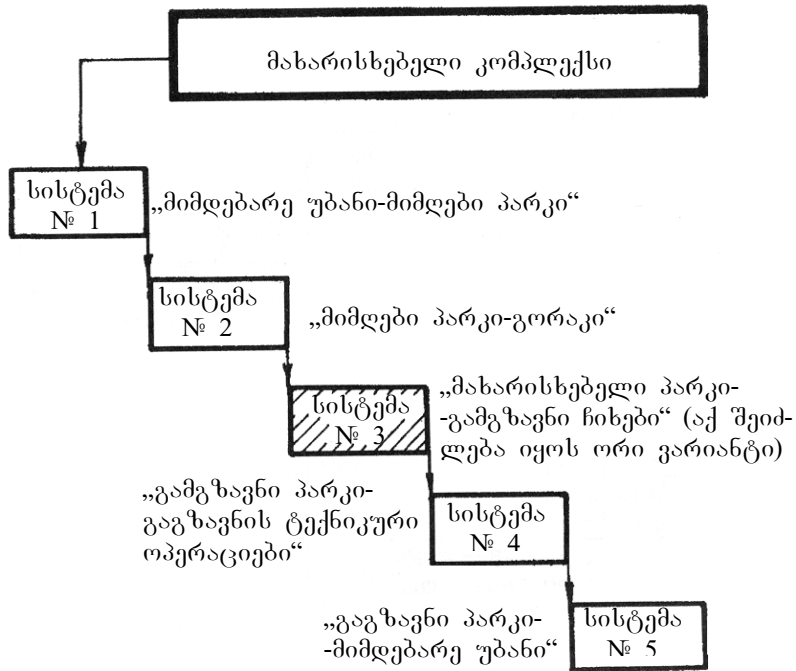 მახარისხებელი კომპლექსი
სისტემა
№ 1
„მიმდებარე უბანი-მიმღები პარკი“
სისტემა
№ 2
„მიმღები პარკი-გორაკი“
სისტემა
№ 3
„მახარისხებელი პარკი-
-გამგზავნი ჩიხები“ (აქ შეიძ-
ლება იყოს ორი ვარიანტი)
„გამგზავნი პარკი-
გაგზავნის ტექნიკური
ოპერაციები“
სისტემა
№ 4
„გაგზავნი პარკი-
-მიმდებარე უბანი“
სისტემა
№ 5